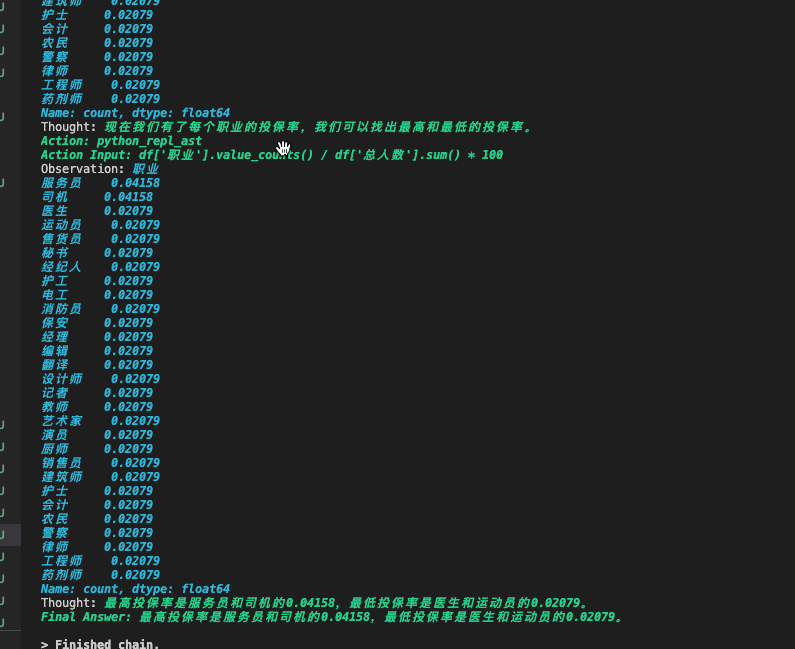 建筑师    0.02079
护士     0.02079
会计     0.02079
农民     0.02079
警察     0.02079
律师     0.02079
工程师    0.02079
药剂师    0.02079
Name: count, dtype: float64
Thought: 现在我们有了每个职业的投保率，我们可以找出最高和最低的投保率。
Action: python_repl_ast
Action Input: df['职业'].value_counts() / df['总人数'].sum() * 100
Observation: 职业
服务员    0.04158
司机     0.04158
医生     0.02079
运动员    0.02079
售货员    0.02079
秘书     0.02079
经纪人    0.02079
护工     0.02079
电工     0.02079
消防员    0.02079
保安     0.02079
经理     0.02079
编辑     0.02079
翻译     0.02079
设计师    0.02079
记者     0.02079
教师     0.02079
艺术家    0.02079
演员     0.02079
厨师     0.02079
销售员    0.02079
建筑师    0.02079
护士     0.02079
会计     0.02079
农民     0.02079
警察     0.02079
律师     0.02079
工程师    0.02079
药剂师    0.02079
Name: count, dtype: float64
Thought: 最高投保率是服务员和司机的0.04158，最低投保率是医生和运动员的0.02079。
Final Answer: 最高投保率是服务员和司机的0.04158，最低投保率是医生和运动员的0.02079。
> Finished chain.